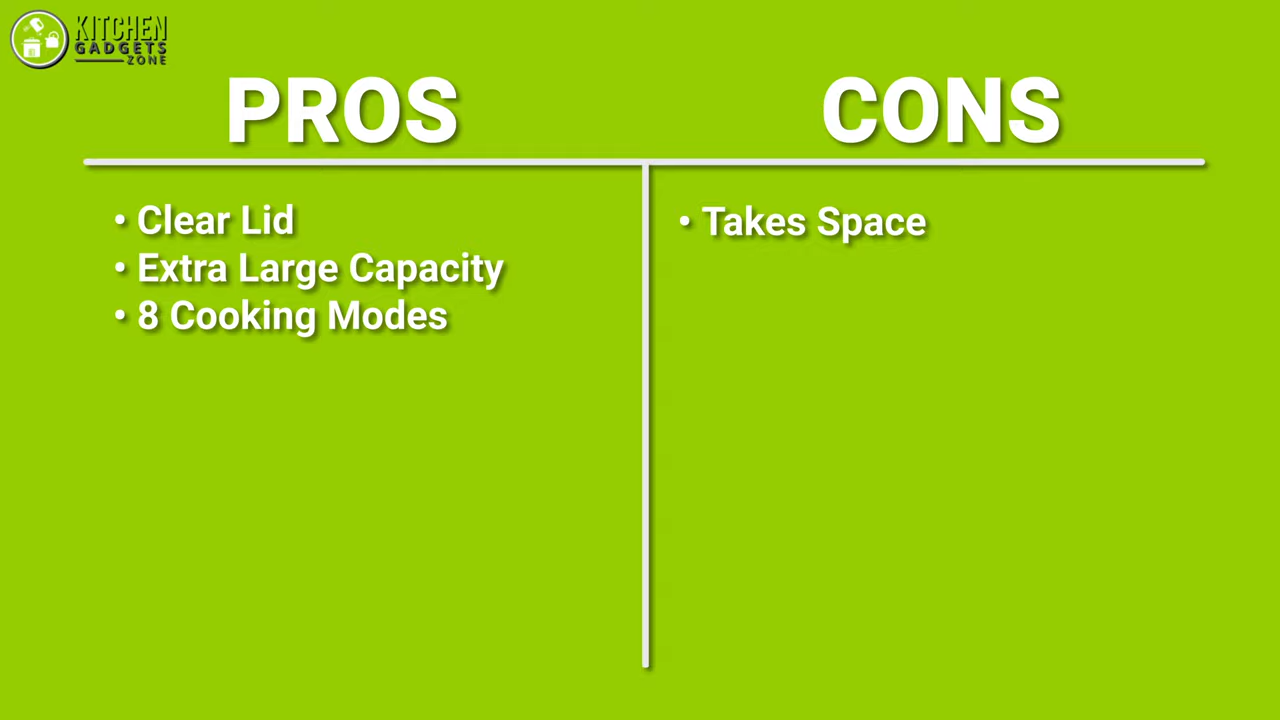 KITCHEN
GADGETS
ZONE
PROS
CONS
• Clear Lid
• Extra Large Capacity
• 8 Cooking Modes
• Takes Space